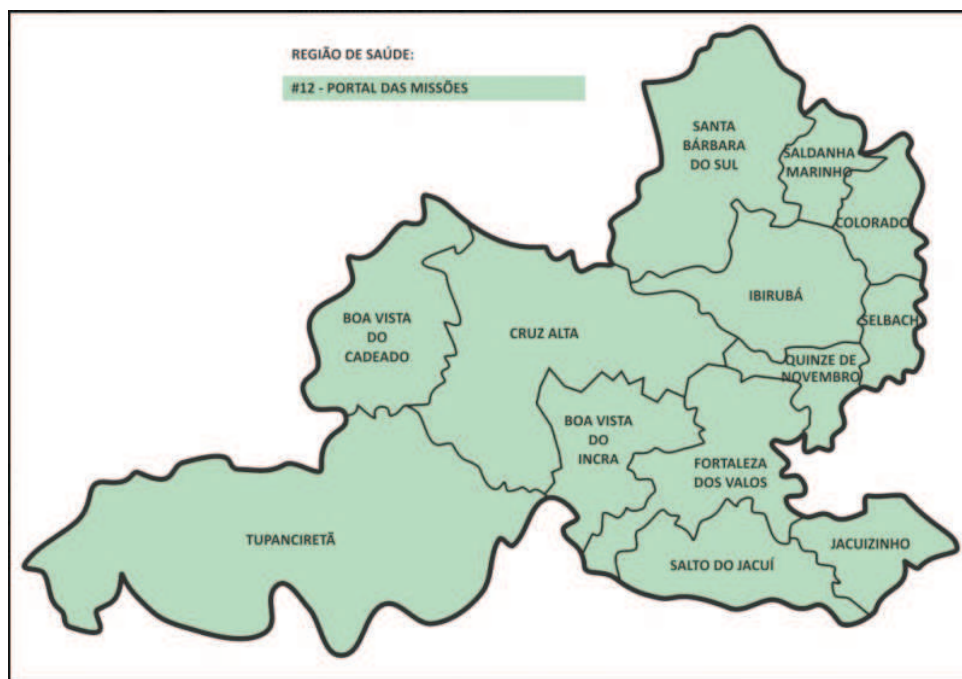 REGIÃO DE SAÚDE:
#12 - PORTAL DAS MISSÕES
SANTA
BÁRBARA
DO SUL
SALDANHA
MARINHO
COLORADO
IBIRUBÁ
SELBACH
BOA VISTA
DO
CADEADO
CRUZ ALTA
QUINZE DE
NOVEMBRO
BOA VISTA
DO
INCRA
FORTALEZA
DOS VALOS
TUPANCIRETÃ
SALTO DO JACUÍ
JACUIZINHO